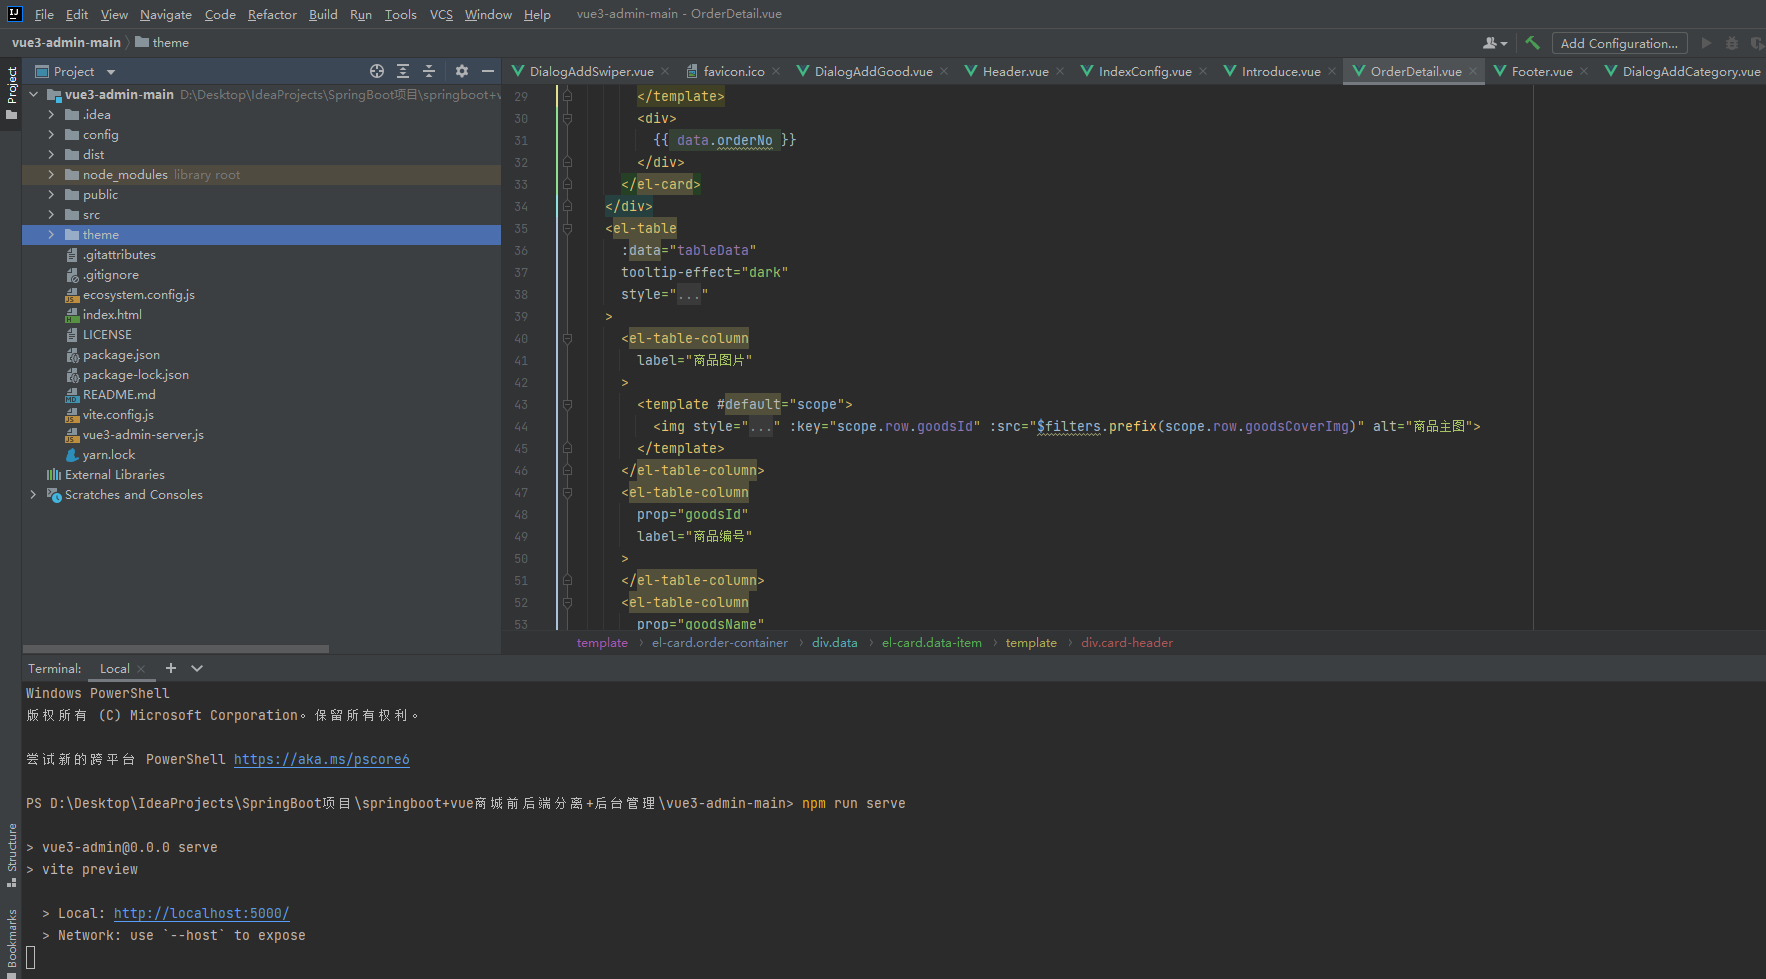 File Edit View Navigate Code Refactor Build Run Tools VCS Window Help vue3-admin-main - OrderDetail.vue
vue3-admin-main theme
Add Configuration...
Project
Project
DialogAddSwiper.vue favicon.ico DialogAddGood.vue Header.vue IndexConfig.vue Introduce.vue OrderDetail.vue Footer.vue DialogAddCategory.vue
vue3-admin-main D:\Desktop\IdeaProjects\SpringBoot项目\springboot+v
.idea
config
dist
node_modules library root
public
src
theme
.gitattributes
.gitignore
ecosystem.config.js
index.html
LICENSE
package.json
package-lock.json
README.md
vite.config.js
vue3-admin-server.js
yarn.lock
External Libraries
Scratches and Consoles
29 </template>
30 <div>
31 {{ data.orderNo }}
32 </div>
33 </el-card>
34 </div>
35 <el-table
36 :data="tableData"
37 tooltip-effect="dark"
38 style="..."
39 >
40 <el-table-column
41 label="商品图片"
42 >
43 <template #default="scope">
44 <img style="..." :key="scope.row.goodsId" :src="$filters.prefix(scope.row.goodsCoverImg)" alt="商品主图">
45 </template>
46 </el-table-column>
47 <el-table-column
48 prop="goodsId"
49 label="商品编号"
50 >
51 </el-table-column>
52 <el-table-column
53 prop="goodsName"
template › el-card.order-container › div.data › el-card.data-item › template › div.card-header
Terminal: Local
Windows PowerShell
版权所有 (C) Microsoft Corporation。保留所有权利。
尝试新的跨平台 PowerShell https://aka.ms/pscore6
PS D:\Desktop\IdeaProjects\SpringBoot项目\springboot+vue商城前后端分离+后台管理\vue3-admin-main> npm run serve
> vue3-admin@0.0.0 serve
> vite preview
> Local: http://localhost:5000/
> Network: use `--host` to expose
Structure
Bookmarks